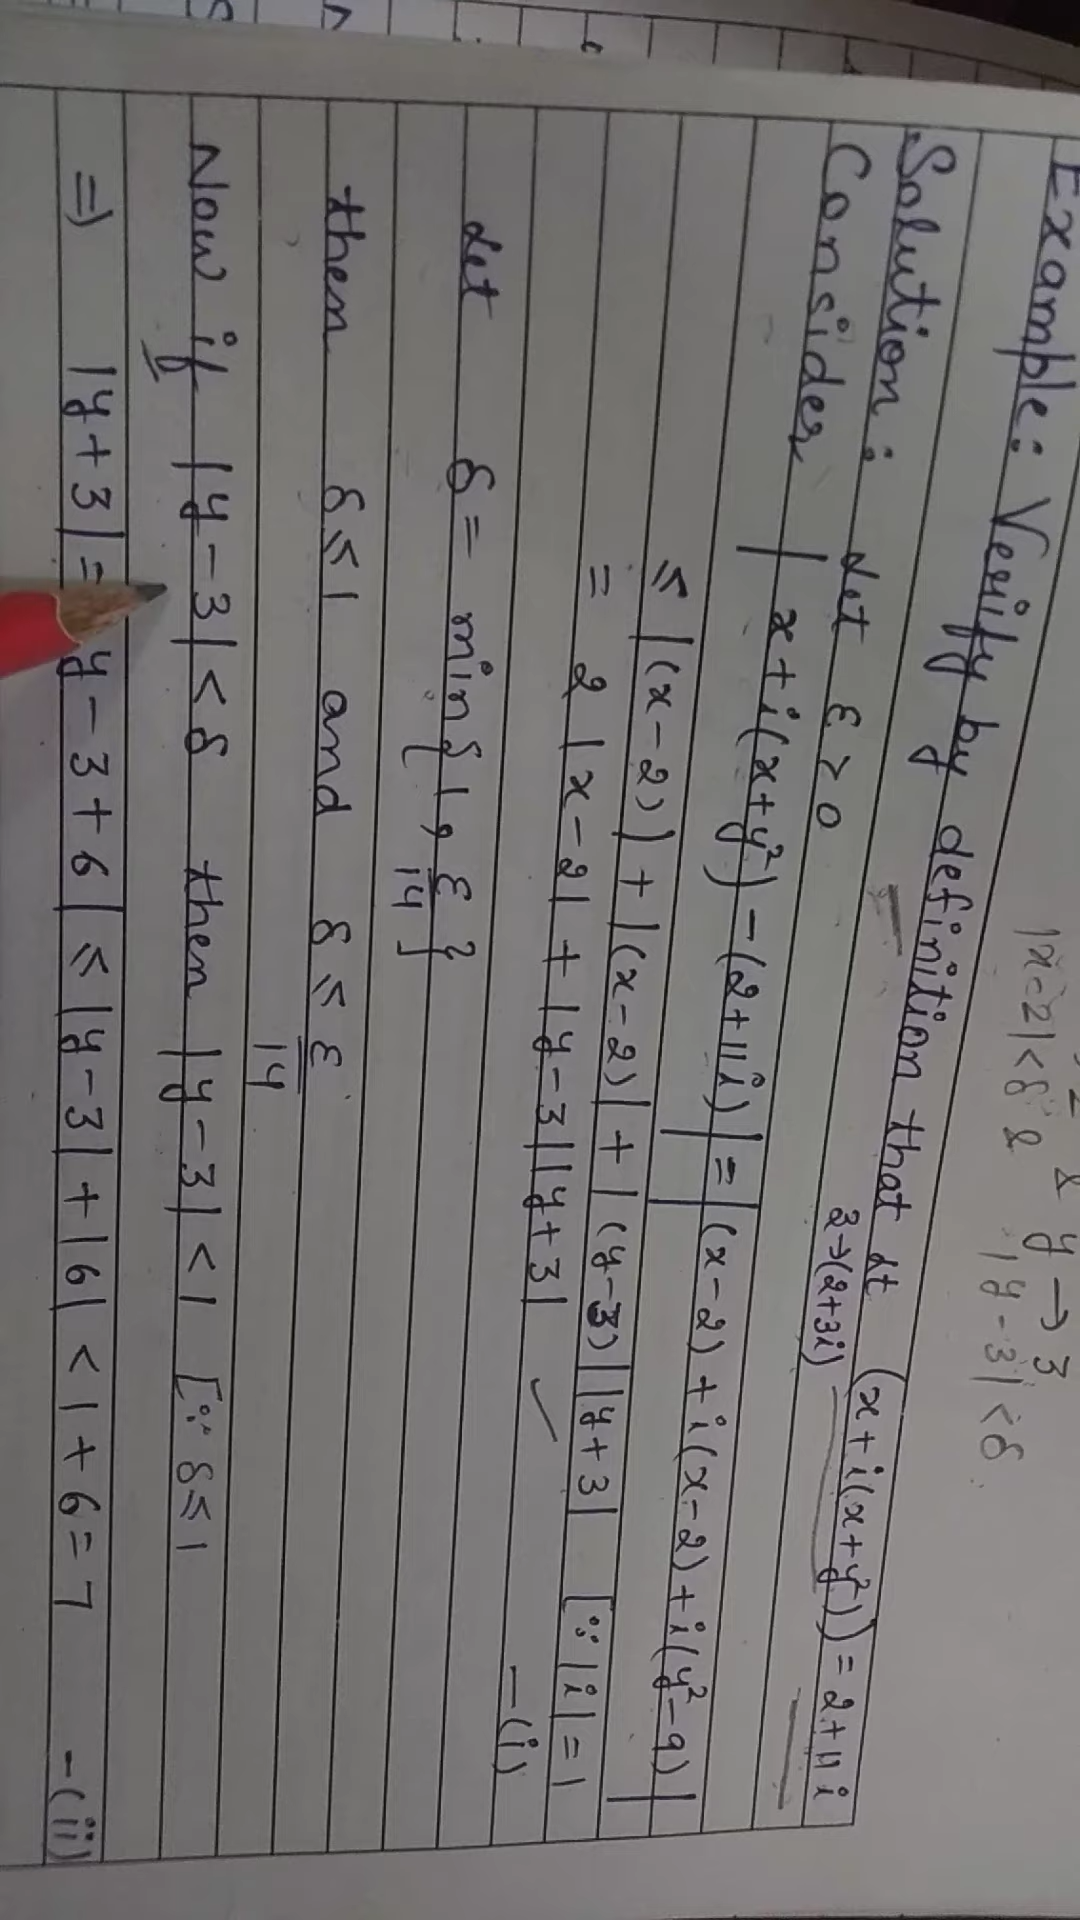 2 & y → 3
|x-2|<δ & |y-3|<δ
Example: Verify by definition that lt (x+i(x+y²)) = 2+11i
z→(2+3i)
Solution: Let ε>0
Consider |x+i(x+y²)-(2+11i)| = |(x-2)+i(x-2)+i(y²-9)|
≤ |(x-2)|+|(x-2)|+|(y-3)||y+3| [∵ |i|=1
= 2|x-2|+|y-3||y+3| ✓ -(i)
Let δ = min{1, ε/14}
then δ≤1 and δ≤ ε/14
Now if |y-3|<δ then |y-3|<1 [∵ δ≤1
⇒ |y+3| = y-3+6| ≤ |y-3|+|6| < 1+6=7 -(ii)